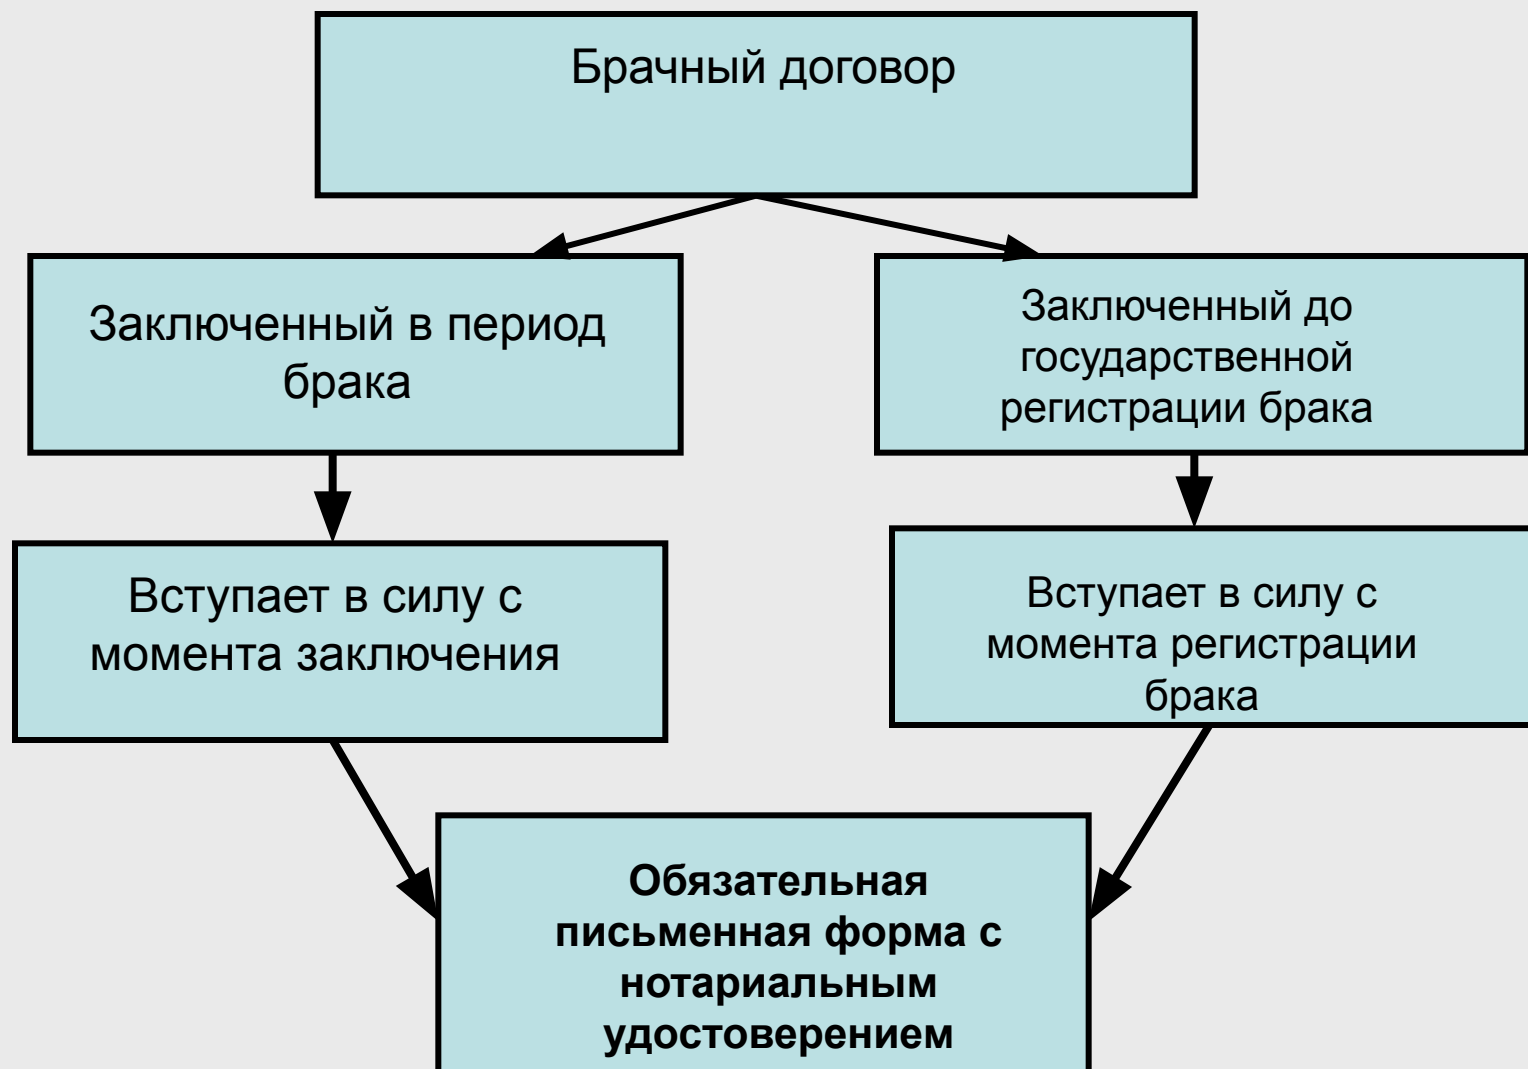 Брачный договор
Заключенный в период
брака
Заключенный до
государственной
регистрации брака
Вступает в силу с
момента заключения
Вступает в силу с
момента регистрации
брака
Обязательная
письменная форма с
нотариальным
удостоверением